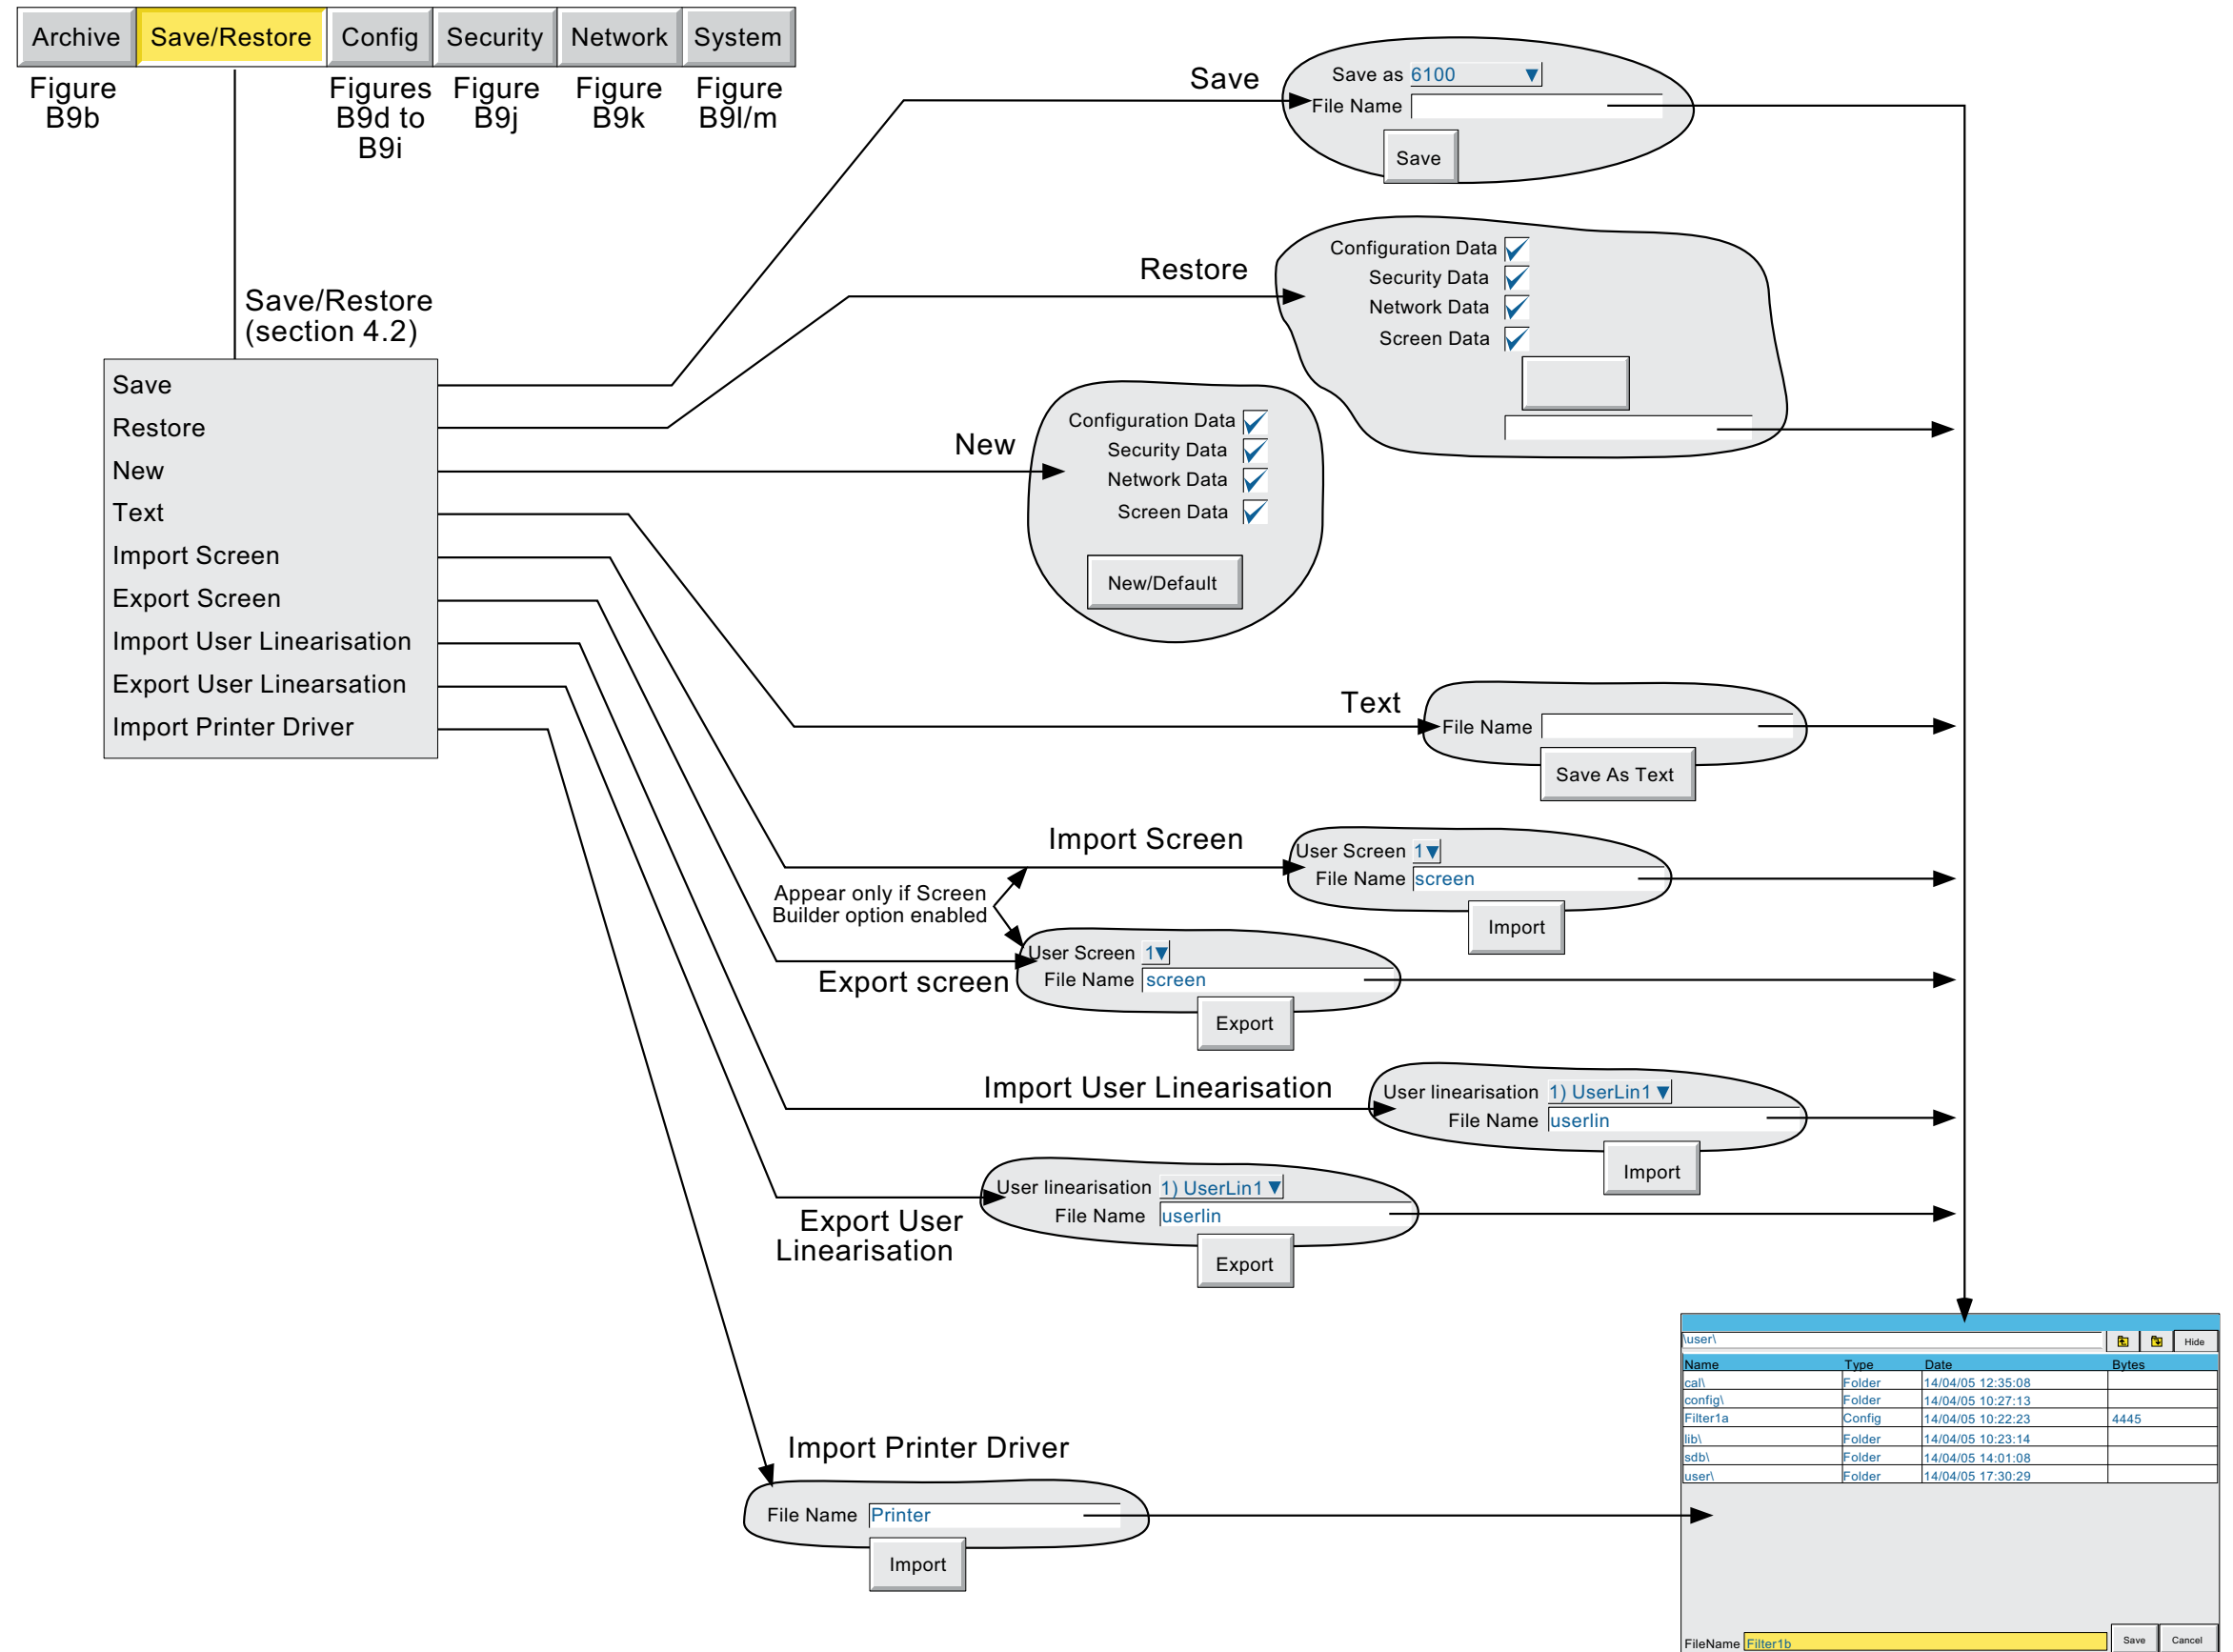 Archive Save/Restore Config Security Network System
Figure B9b
Figures B9d to B9i
Figure B9j
Figure B9k
Figure B9l/m
Save/Restore
(section 4.2)
Save
Restore
New
Text
Import Screen
Export Screen
Import User Linearisation
Export User Linearsation
Import Printer Driver
Save
Save as 6100
File Name
Save
Restore
Configuration Data
Security Data
Network Data
Screen Data
New
Configuration Data
Security Data
Network Data
Screen Data
New/Default
Text
File Name
Save As Text
Import Screen
User Screen 1
File Name screen
Import
Appear only if Screen
Builder option enabled
Export screen
User Screen 1
File Name screen
Export
Import User Linearisation
User linearisation 1) UserLin1
File Name userlin
Import
Export User
Linearisation
User linearisation 1) UserLin1
File Name userlin
Export
Import Printer Driver
File Name Printer
Import
\user\ Hide
Name Type Date Bytes
cal\ Folder 14/04/05 12:35:08
config\ Folder 14/04/05 10:27:13
Filter1a Config 14/04/05 10:22:23 4445
lib\ Folder 14/04/05 10:23:14
sdb\ Folder 14/04/05 14:01:08
user\ Folder 14/04/05 17:30:29
FileName Filter1b Save Cancel